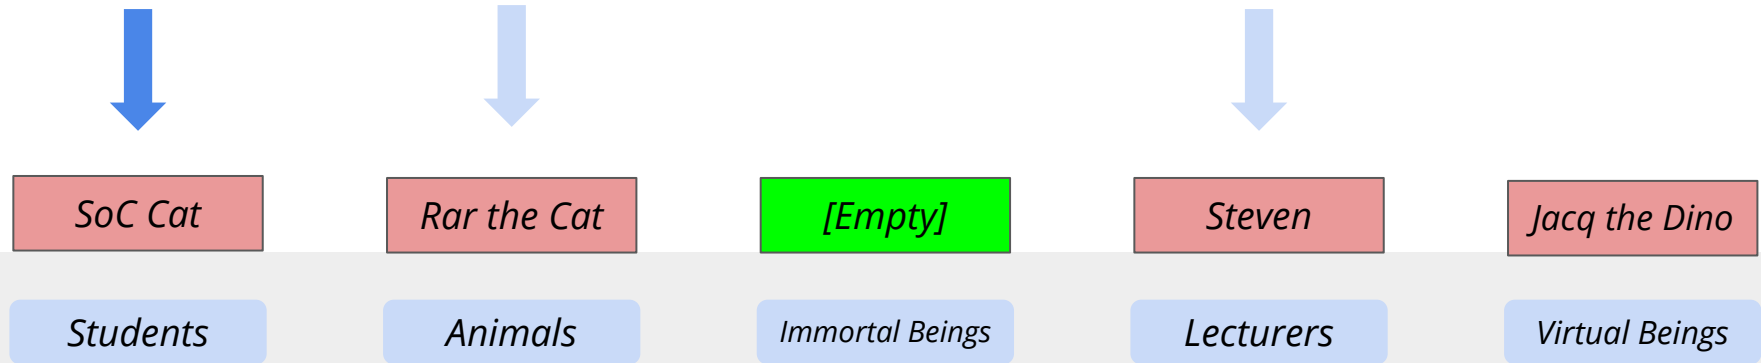 SoC Cat
Rar the Cat
[Empty]
Steven
Jacq the Dino
Students
Animals
Immortal Beings
Lecturers
Virtual Beings